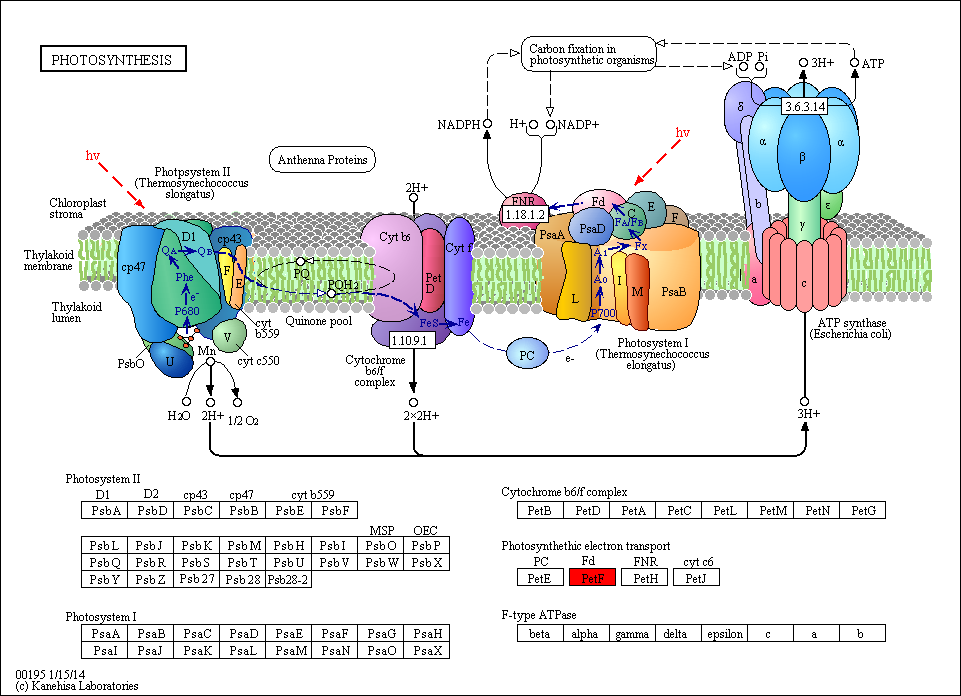 PHOTOSYNTHESIS
Carbon fixation in
photosynthetic organisms
ADP Pi
3H+
ATP
3.6.3.14
δ
α
β
α
NADPH
H+
NADP+
hν
hν
Anthenna Proteins
Photpsystem II
(Thermosynechococcus
elongatus)
2H+
Chloroplast
stroma
FNR
1.18.1.2
Fd
FA/FB
C
E
F
b
ε
γ
D1
cp43
QA
QB
cp47
F
E
Phe
e-
P680
Cyt b6
Cyt f
Pet
D
PsaA
PsaD
Fx
A1
A0
P700
L
I
M
PsaB
a
c
Thylakoid
membrane
PQ
PQH2
Thylakoid
lumen
Quinone pool
FeS
Fe
1.10.9.1
PsbO
U
Mn
V
cyt
b559
cyt c550
Cytochrome
b6/f
complex
PC
e-
Photosystem I
(Thermosynechococcus
elongatus)
ATP synthase
(Escherichia coli)
H2O
2H+
1/2 O2
2×2H+
3H+
Photosystem II
D1 D2 cp43 cp47 cyt b559
PsbA PsbD PsbC PsbB PsbE PsbF
MSP OEC
PsbL PsbJ PsbK PsbM PsbH PsbI PsbO PsbP
PsbQ PsbR PsbS PsbT PsbU PsbV PsbW PsbX
PsbY PsbZ Psb27 Psb28 Psb28-2
Photosystem I
PsaA PsaB PsaC PsaD PsaE PsaF PsaG PsaH
PsaI PsaJ PsaK PsaL PsaM PsaN PsaO PsaX
Cytochrome b6/f complex
PetB PetD PetA PetC PetL PetM PetN PetG
Photosynthethic electron transport
PC Fd FNR cyt c6
PetE PetF PetH PetJ
F-type ATPase
beta alpha gamma delta epsilon c a b
00195 1/15/14
(c) Kanehisa Laboratories